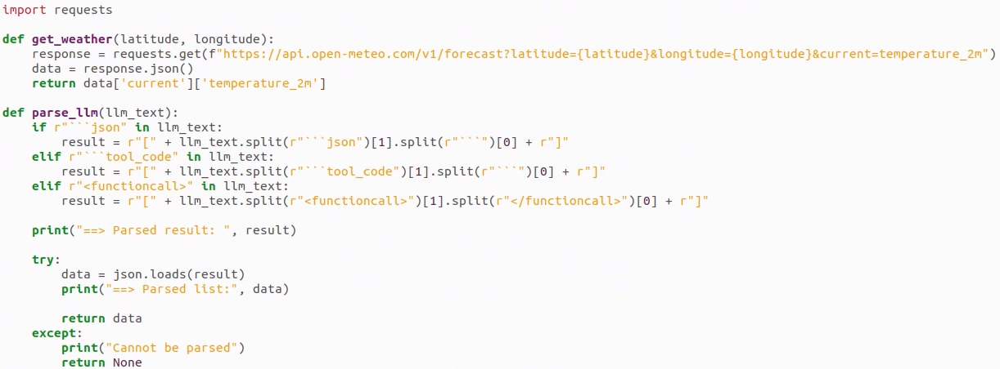 import requests

def get_weather(latitude, longitude):
    response = requests.get(f"https://api.open-meteo.com/v1/forecast?latitude={latitude}&longitude={longitude}&current=temperature_2m")
    data = response.json()
    return data['current']['temperature_2m']

def parse_llm(llm_text):
    if r"```json" in llm_text:
        result = r"[" + llm_text.split(r"```json")[1].split(r"```")[0] + r"]"
    elif r"```tool_code" in llm_text:
        result = r"[" + llm_text.split(r"```tool_code")[1].split(r"```")[0] + r"]"
    elif r"<functioncall>" in llm_text:
        result = r"[" + llm_text.split(r"<functioncall>")[1].split(r"</functioncall>")[0] + r"]"

    print("==> Parsed result: ", result)

    try:
        data = json.loads(result)
        print("==> Parsed list:", data)

        return data
    except:
        print("Cannot be parsed")
        return None